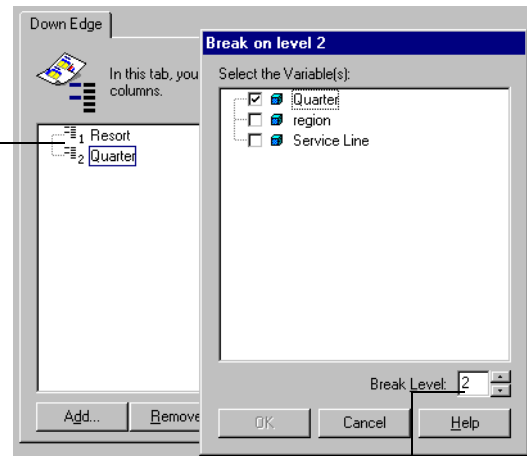 Down Edge
In this tab, you
columns.
1 Resort
2 Quarter
Add...
Remove
Break on level 2
Select the Variable(s):
Quarter
region
Service Line
Break Level: 2
OK
Cancel
Help